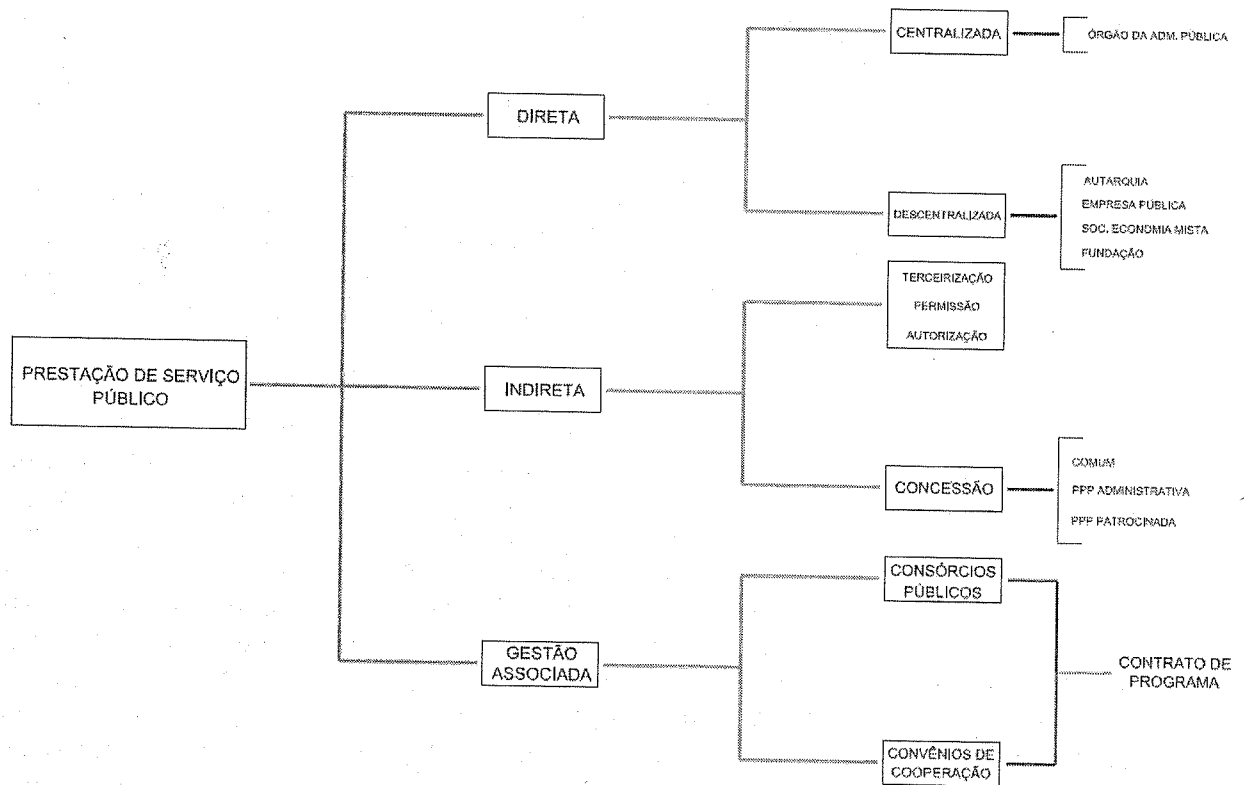 CENTRALIZADA
ÓRGÃO DA ADM. PÚBLICA
DIRETA
DESCENTRALIZADA
AUTARQUIA
EMPRESA PÚBLICA
SOC. ECONOMIA MISTA
FUNDAÇÃO
TERCEIRIZAÇÃO
PERMISSÃO
AUTORIZAÇÃO
PRESTAÇÃO DE SERVIÇO
PÚBLICO
INDIRETA
CONCESSÃO
COMUM
PPP ADMINISTRATIVA
PPP PATROCINADA
CONSÓRCIOS
PÚBLICOS
GESTÃO
ASSOCIADA
CONTRATO DE
PROGRAMA
CONVÊNIOS DE
COOPERAÇÃO